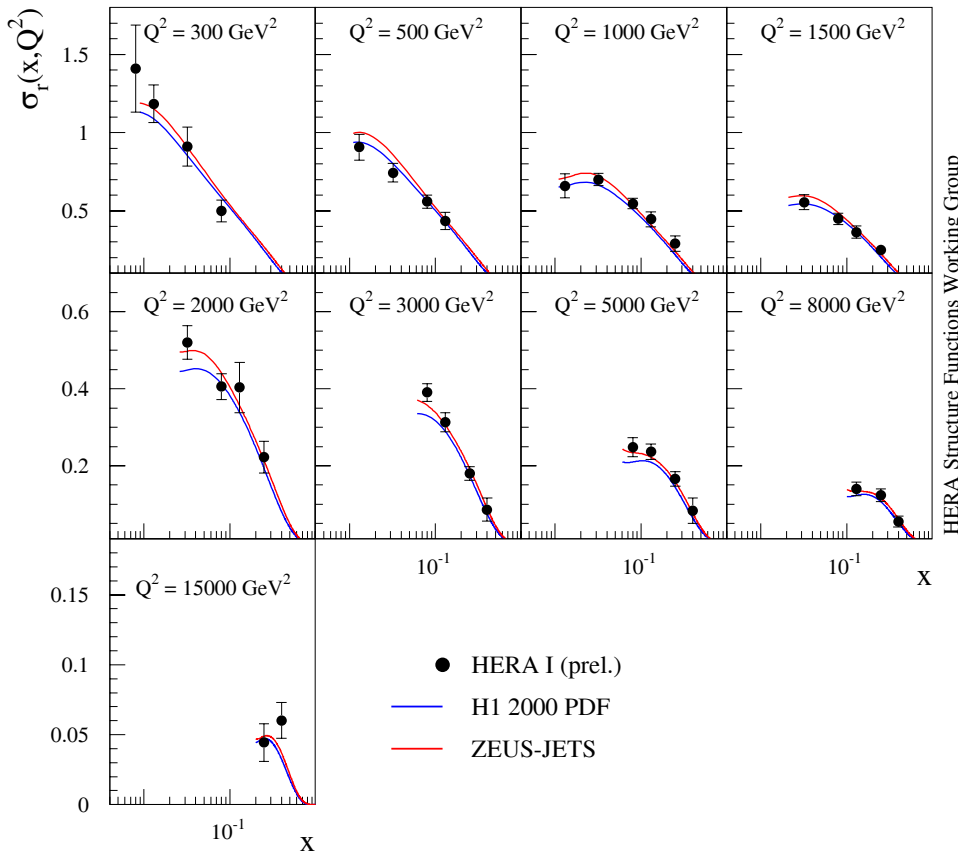 σr(x,Q²)
Q² = 300 GeV²
Q² = 500 GeV²
Q² = 1000 GeV²
Q² = 1500 GeV²
1.5
1
0.5
Q² = 2000 GeV²
Q² = 3000 GeV²
Q² = 5000 GeV²
Q² = 8000 GeV²
0.6
0.4
0.2
10⁻¹
10⁻¹
10⁻¹
x
Q² = 15000 GeV²
0.15
0.1
0.05
0
10⁻¹
x
HERA I (prel.)
H1 2000 PDF
ZEUS-JETS
HERA Structure Functions Working Group